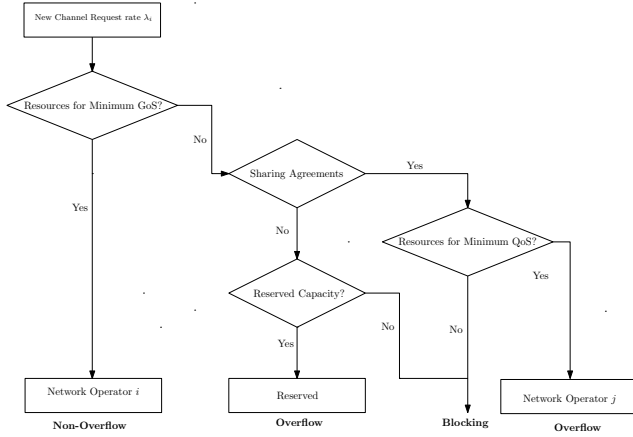 New Channel Request rate λᵢ
Resources for Minimum GoS?
No
Sharing Agreements
Yes
Yes
No
Resources for Minimum QoS?
Yes
Reserved Capacity?
No
No
Yes
Network Operator i
Reserved
Network Operator j
Non-Overflow
Overflow
Blocking
Overflow